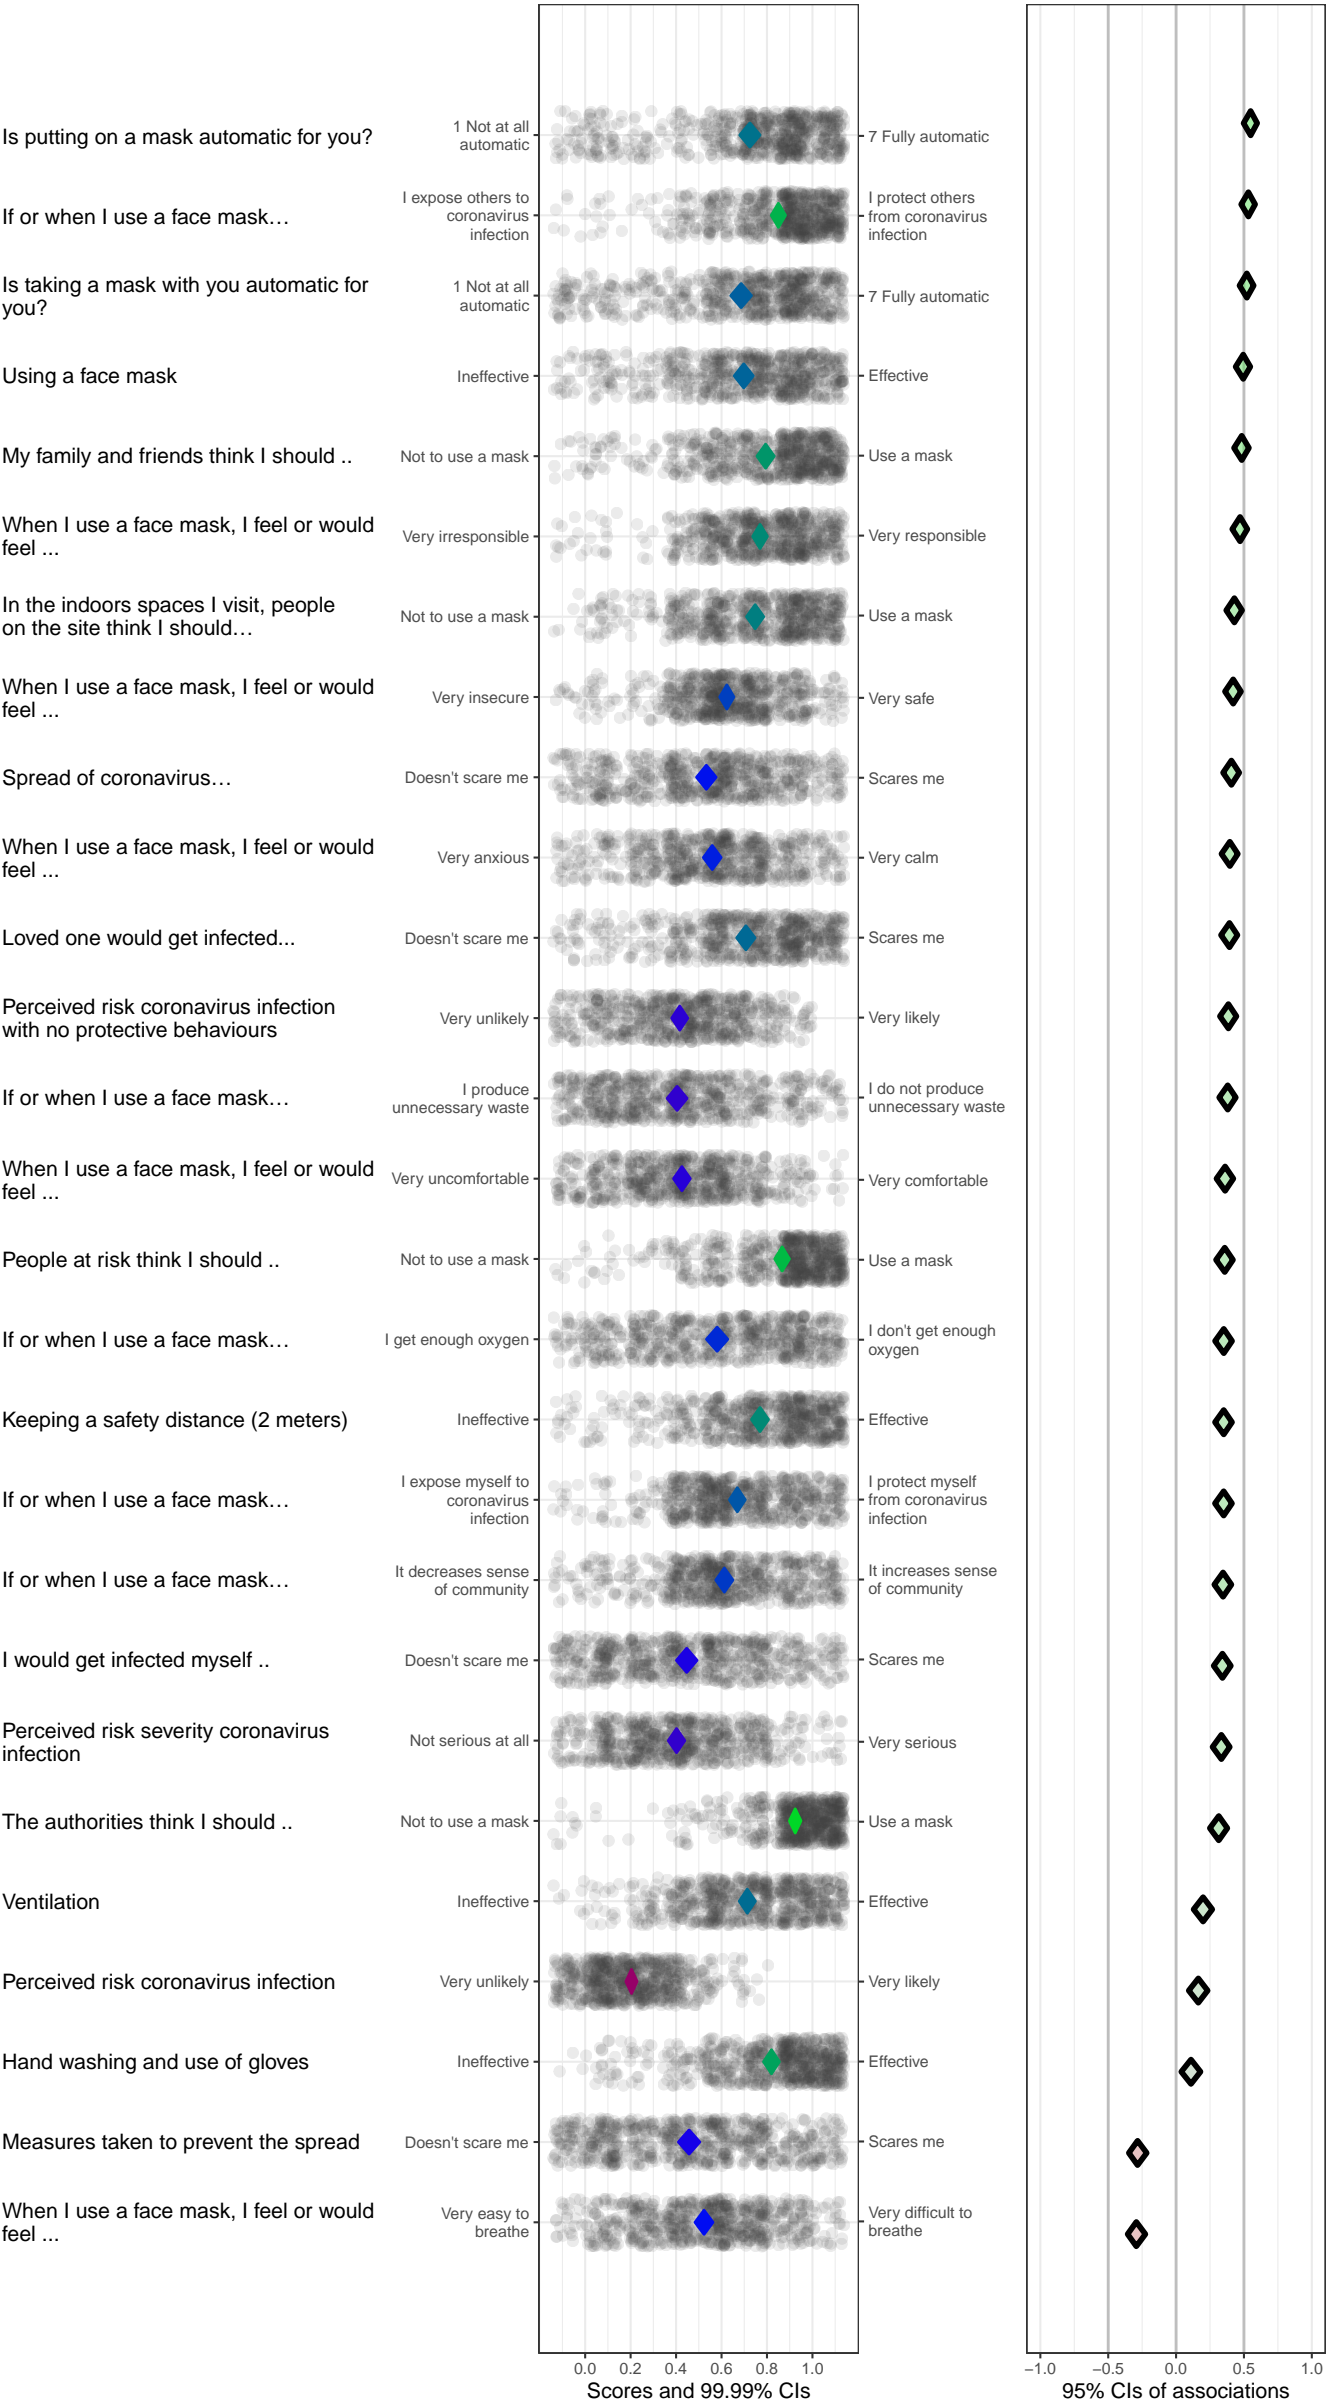 Is putting on a mask automatic for you?
1 Not at all
automatic
7 Fully automatic
If or when I use a face mask…
I expose others to
coronavirus
infection
I protect others
from coronavirus
infection
Is taking a mask with you automatic for
you?
1 Not at all
automatic
7 Fully automatic
Using a face mask
Ineffective
Effective
My family and friends think I should ..
Not to use a mask
Use a mask
When I use a face mask, I feel or would
feel ...
Very irresponsible
Very responsible
In the indoors spaces I visit, people
on the site think I should…
Not to use a mask
Use a mask
When I use a face mask, I feel or would
feel ...
Very insecure
Very safe
Spread of coronavirus…
Doesn't scare me
Scares me
When I use a face mask, I feel or would
feel ...
Very anxious
Very calm
Loved one would get infected...
Doesn't scare me
Scares me
Perceived risk coronavirus infection
with no protective behaviours
Very unlikely
Very likely
If or when I use a face mask…
I produce
unnecessary waste
I do not produce
unnecessary waste
When I use a face mask, I feel or would
feel ...
Very uncomfortable
Very comfortable
People at risk think I should ..
Not to use a mask
Use a mask
If or when I use a face mask…
I get enough oxygen
I don't get enough
oxygen
Keeping a safety distance (2 meters)
Ineffective
Effective
If or when I use a face mask…
I expose myself to
coronavirus
infection
I protect myself
from coronavirus
infection
If or when I use a face mask…
It decreases sense
of community
It increases sense
of community
I would get infected myself ..
Doesn't scare me
Scares me
Perceived risk severity coronavirus
infection
Not serious at all
Very serious
The authorities think I should ..
Not to use a mask
Use a mask
Ventilation
Ineffective
Effective
Perceived risk coronavirus infection
Very unlikely
Very likely
Hand washing and use of gloves
Ineffective
Effective
Measures taken to prevent the spread
Doesn't scare me
Scares me
When I use a face mask, I feel or would
feel ...
Very easy to
breathe
Very difficult to
breathe
0.0 0.2 0.4 0.6 0.8 1.0
Scores and 99.99% CIs
−1.0 −0.5 0.0 0.5 1.0
95% CIs of associations